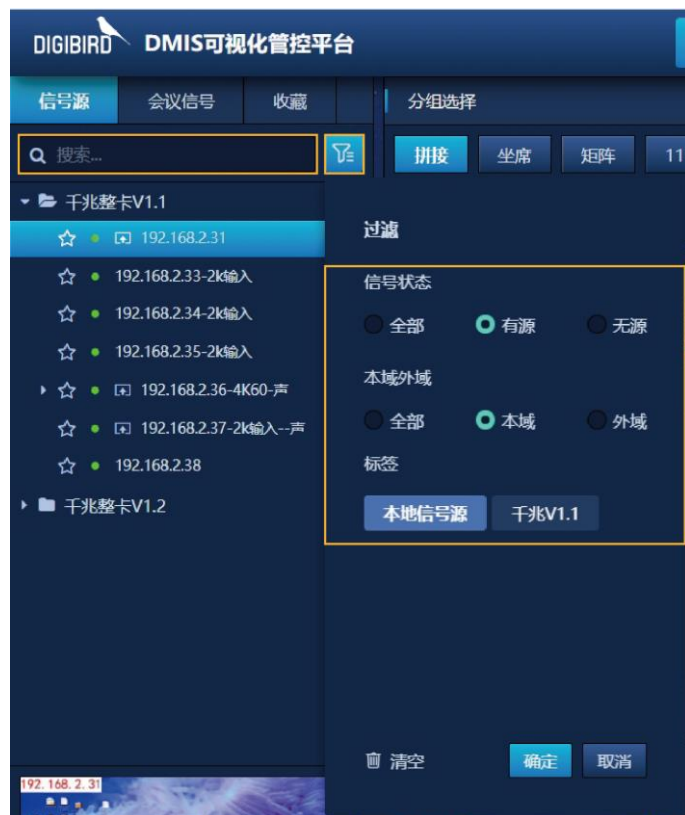 DIGIBIRD DMIS可视化管控平台
信号源 会议信号 收藏 分组选择
搜索... 拼接 坐席 矩阵 11
千兆整卡V1.1
192.168.2.31
192.168.2.33-2k输入
192.168.2.34-2k输入
192.168.2.35-2k输入
192.168.2.36-4K60-声
192.168.2.37-2k输入--声
192.168.2.38
千兆整卡V1.2
过滤
信号状态
全部 有源 无源
本域外域
全部 本域 外域
标签
本地信号源 千兆V1.1
清空 确定 取消
192.168.2.31